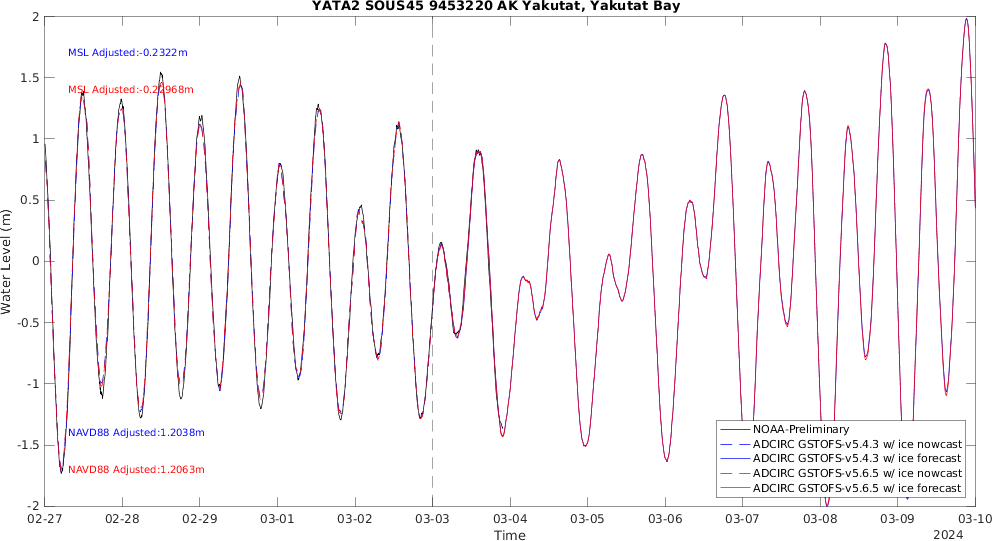 YATA2 SOUS45 9453220 AK Yakutat, Yakutat Bay
2
1.5
1
0.5
0
-0.5
-1
-1.5
-2
Water Level (m)
MSL Adjusted:-0.2322m
MSL Adjusted:-0.22968m
NAVD88 Adjusted:1.2038m
NAVD88 Adjusted:1.2063m
NOAA-Preliminary
ADCIRC GSTOFS-v5.4.3 w/ ice nowcast
ADCIRC GSTOFS-v5.4.3 w/ ice forecast
ADCIRC GSTOFS-v5.6.5 w/ ice nowcast
ADCIRC GSTOFS-v5.6.5 w/ ice forecast
02-27 02-28 02-29 03-01 03-02 03-03 03-04 03-05 03-06 03-07 03-08 03-09 03-10
Time
2024